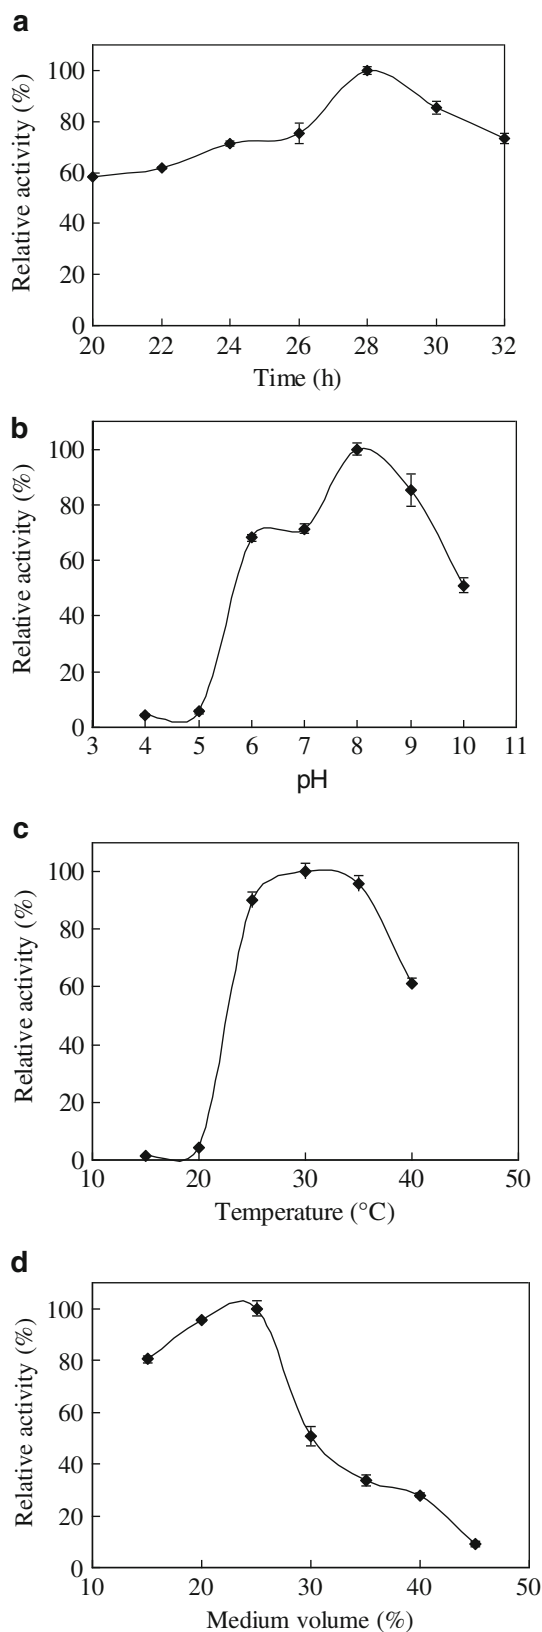 a
Relative activity (%)
100
80
60
40
20
0
20 22 24 26 28 30 32
Time (h)
b
Relative activity (%)
100
80
60
40
20
0
3 4 5 6 7 8 9 10 11
pH
c
Relative activity (%)
100
80
60
40
20
0
10 20 30 40 50
Temperature (°C)
d
Relative activity (%)
100
80
60
40
20
0
10 20 30 40 50
Medium volume (%)